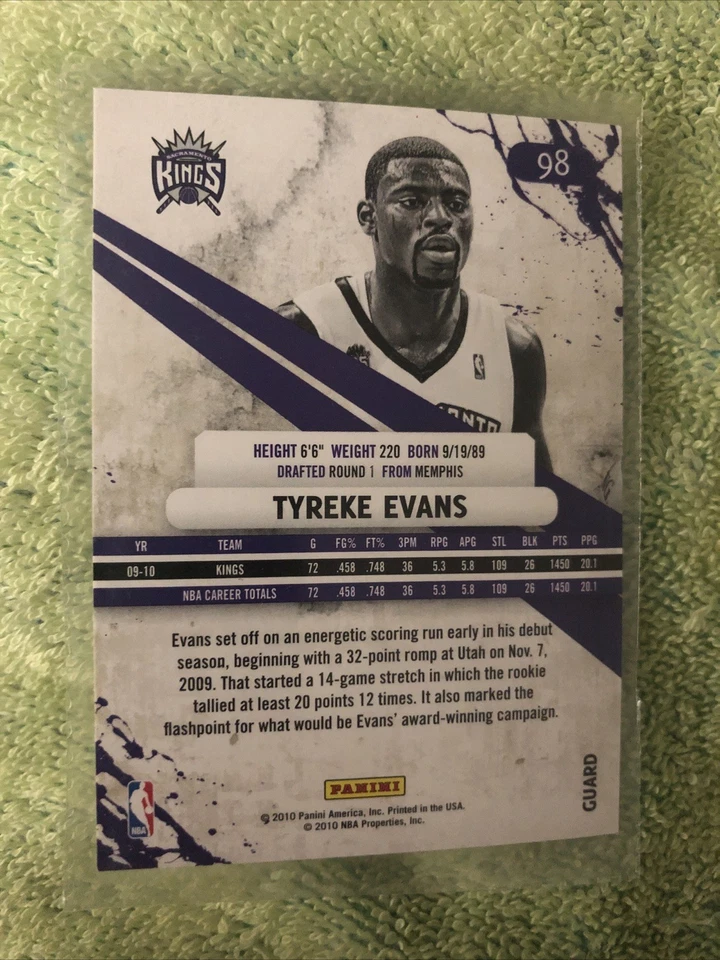 SACRAMENTO
KINGS
98
HEIGHT 6'6" WEIGHT 220 BORN 9/19/89
DRAFTED ROUND 1 FROM MEMPHIS
TYREKE EVANS
YR TEAM G FG% FT% 3PM RPG APG STL BLK PTS PPG
09-10 KINGS 72 .458 .748 36 5.3 5.8 109 26 1450 20.1
NBA CAREER TOTALS 72 .458 .748 36 5.3 5.8 109 26 1450 20.1
Evans set off on an energetic scoring run early in his debut
season, beginning with a 32-point romp at Utah on Nov. 7,
2009. That started a 14-game stretch in which the rookie
tallied at least 20 points 12 times. It also marked the
flashpoint for what would be Evans' award-winning campaign.
GUARD
PANINI
NBA
© 2010 Panini America, Inc. Printed in the USA.
© 2010 NBA Properties, Inc.